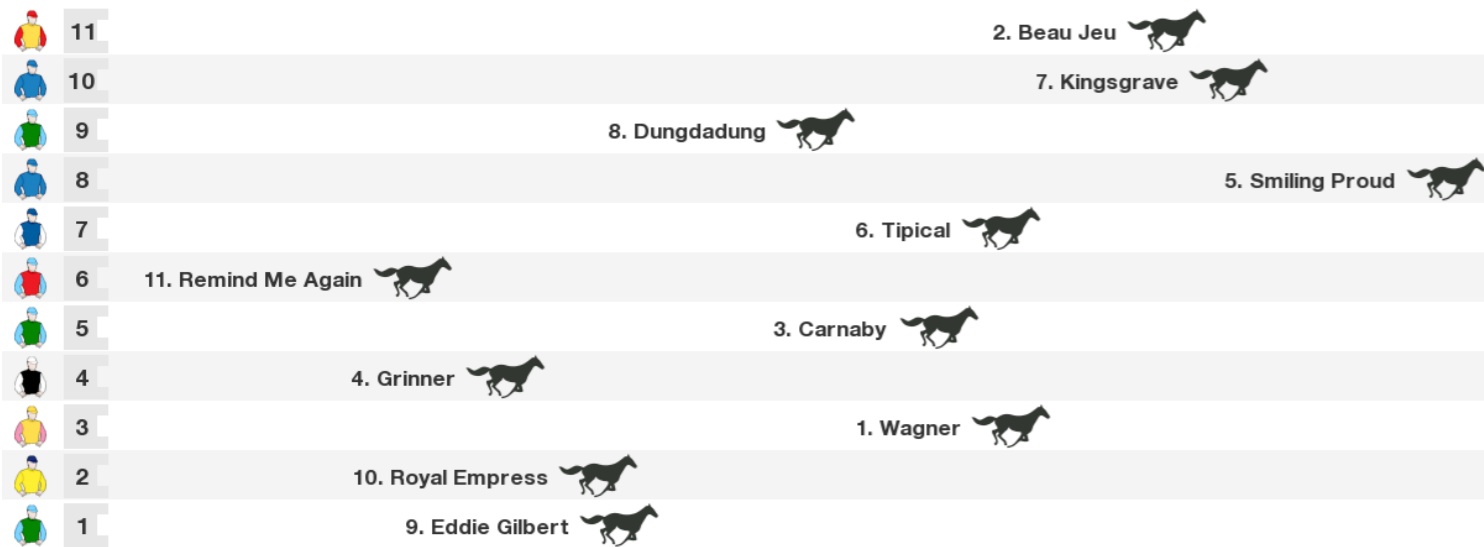 11 2. Beau Jeu
10 7. Kingsgrave
9 8. Dungdadung
8 5. Smiling Proud
7 6. Tipical
6 11. Remind Me Again
5 3. Carnaby
4 4. Grinner
3 1. Wagner
2 10. Royal Empress
1 9. Eddie Gilbert